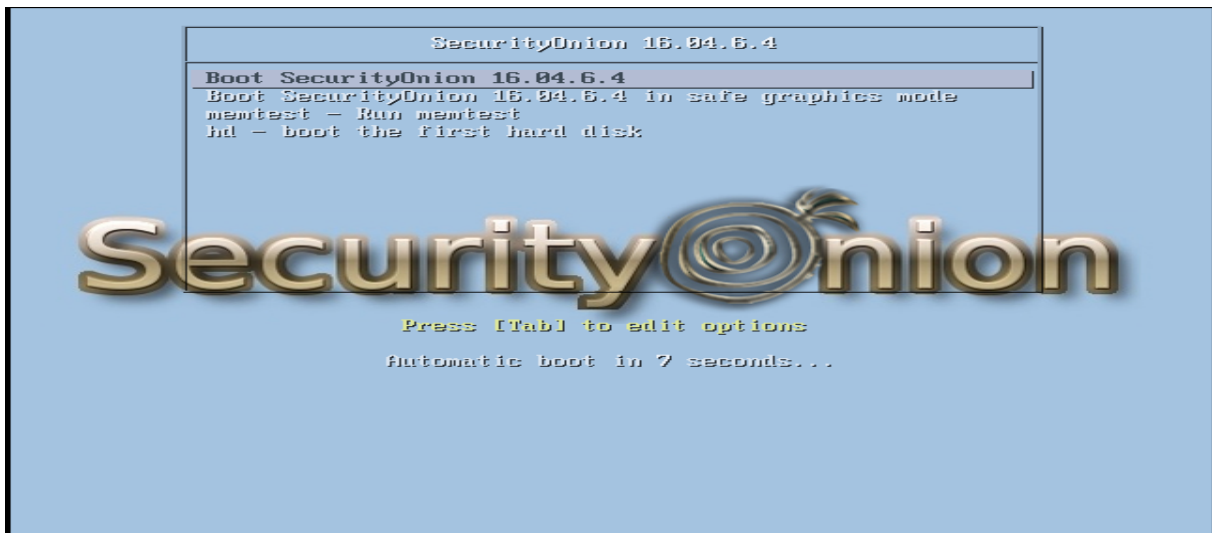 SecurityOnion 16.04.6.4
Boot SecurityOnion 16.04.6.4
Boot SecurityOnion 16.04.6.4 in safe graphics mode
memtest - Run memtest
hd - boot the first hard disk
SecurityOnion
Press [Tab] to edit options
Automatic boot in 7 seconds...